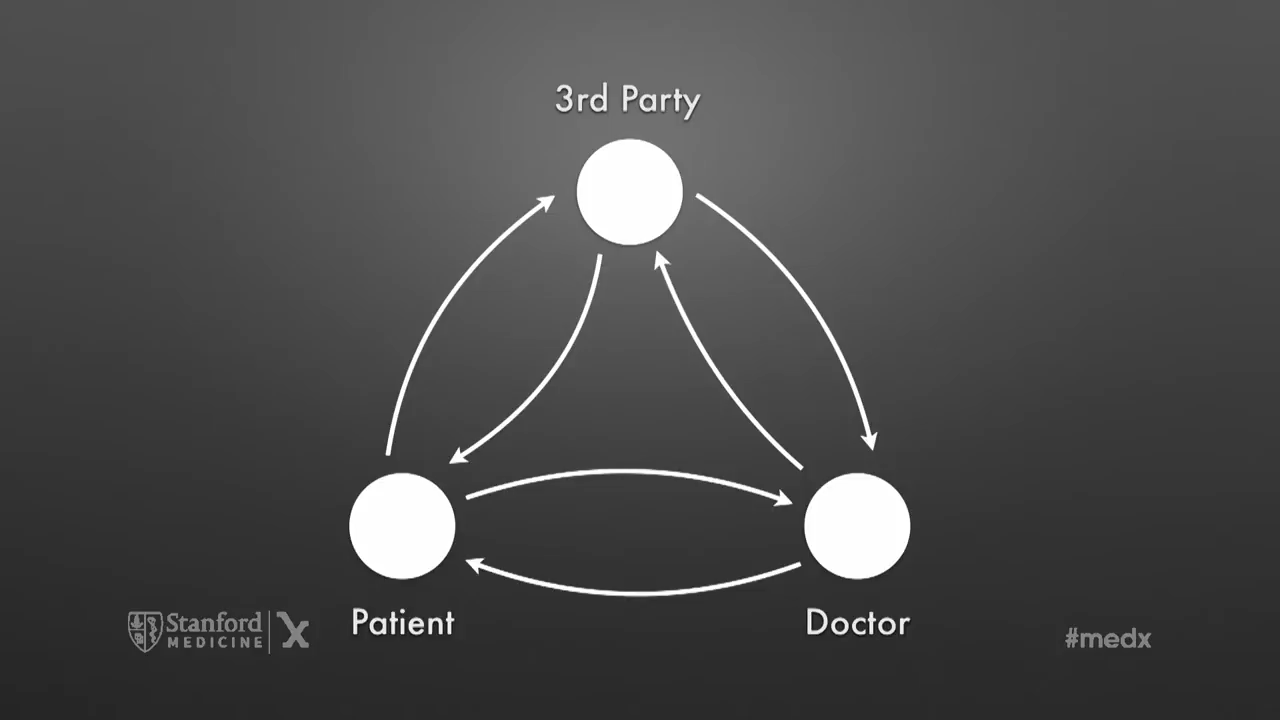 3rd Party
Patient
Doctor
Stanford
MEDICINE
X
#medx